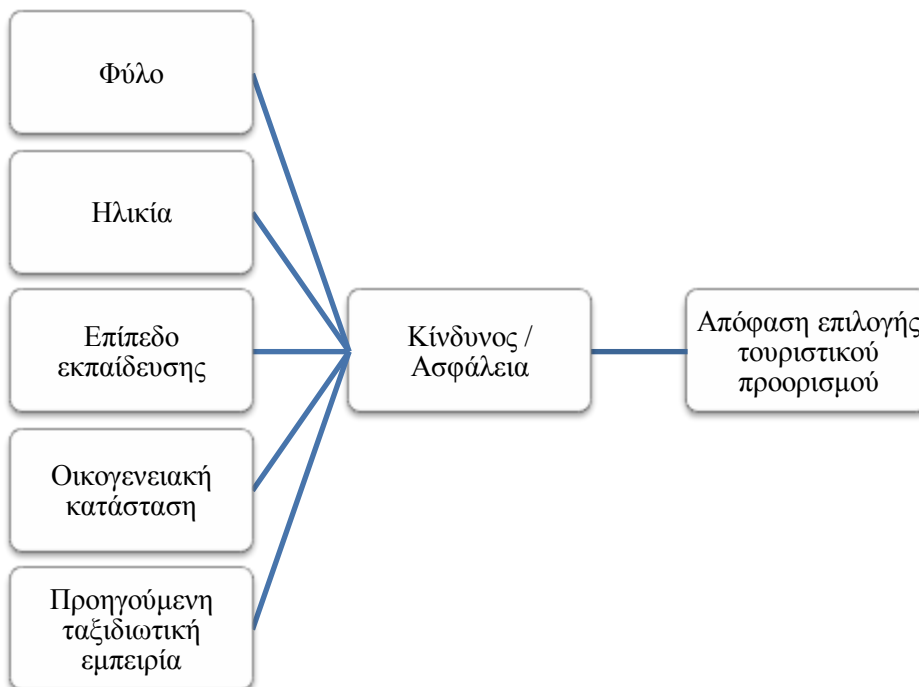 Φύλο
Ηλικία
Επίπεδο
εκπαίδευσης
Οικογενειακή
κατάσταση
Προηγούμενη
ταξιδιωτική
εμπειρία
Κίνδυνος /
Ασφάλεια
Απόφαση επιλογής
τουριστικού
προορισμού